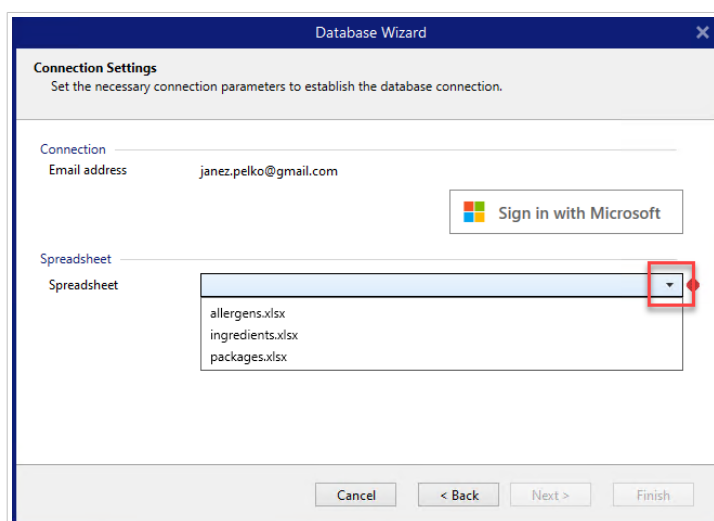 Database Wizard
Connection Settings
Set the necessary connection parameters to establish the database connection.
Connection
Email address janez.pelko@gmail.com
Sign in with Microsoft
Spreadsheet
Spreadsheet
allergens.xlsx
ingredients.xlsx
packages.xlsx
Cancel < Back Next > Finish